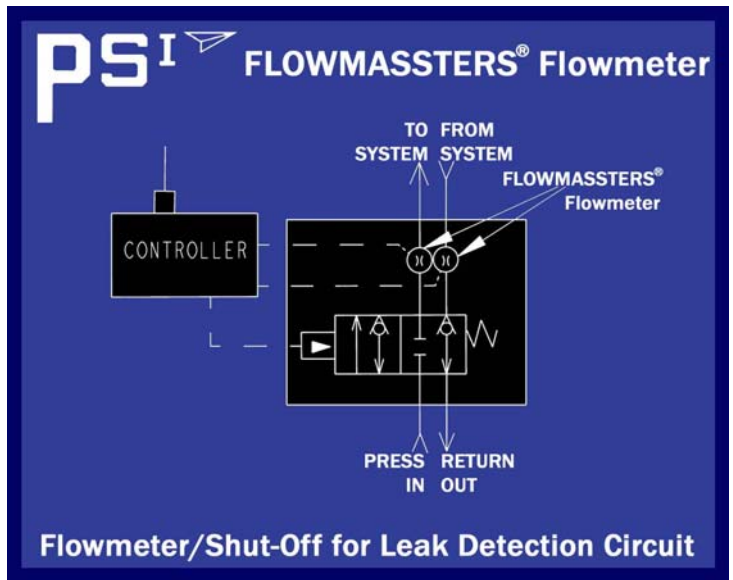 PSI FLOWMASSTERS® Flowmeter
TO FROM
SYSTEM SYSTEM
FLOWMASSTERS®
Flowmeter
CONTROLLER
PRESS RETURN
IN OUT
Flowmeter/Shut-Off for Leak Detection Circuit